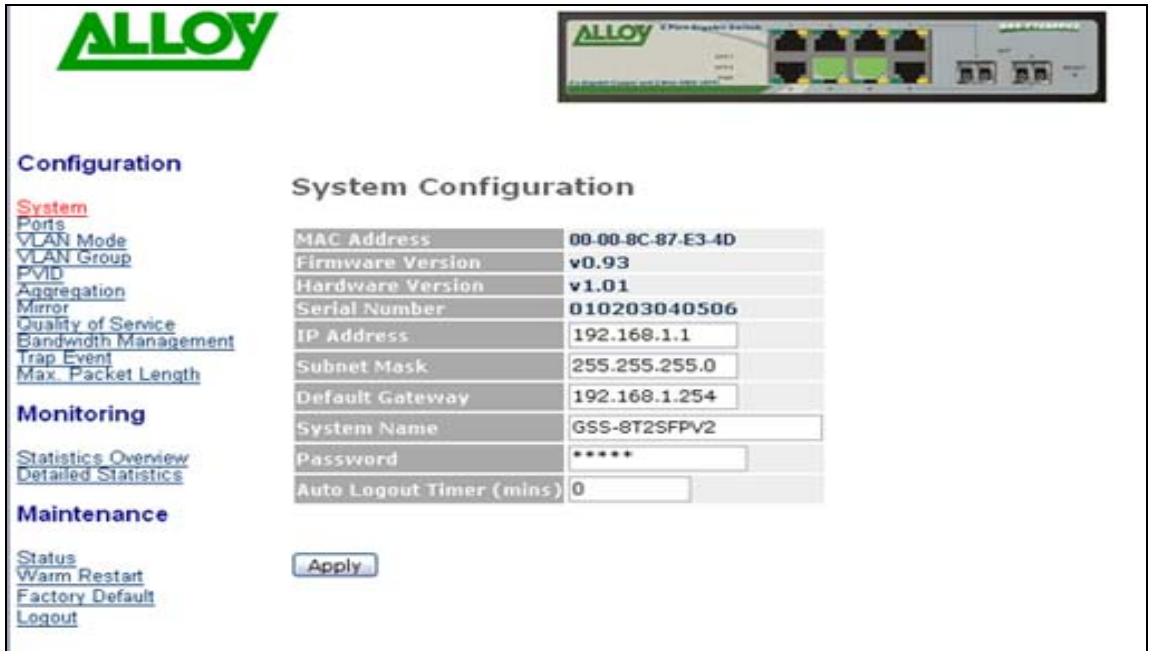 ALLOY
ALLOY
Configuration
System
Ports
VLAN Mode
VLAN Group
PVID
Aggregation
Mirror
Quality of Service
Bandwidth Management
Trap Event
Max. Packet Length
Monitoring
Statistics Overview
Detailed Statistics
Maintenance
Status
Warm Restart
Factory Default
Logout
System Configuration
MAC Address 00-00-8C-87-E3-4D
Firmware Version v0.93
Hardware Version v1.01
Serial Number 010203040506
IP Address 192.168.1.1
Subnet Mask 255.255.255.0
Default Gateway 192.168.1.254
System Name GSS-8T2SFPV2
Password *****
Auto Logout Timer (mins) 0
Apply